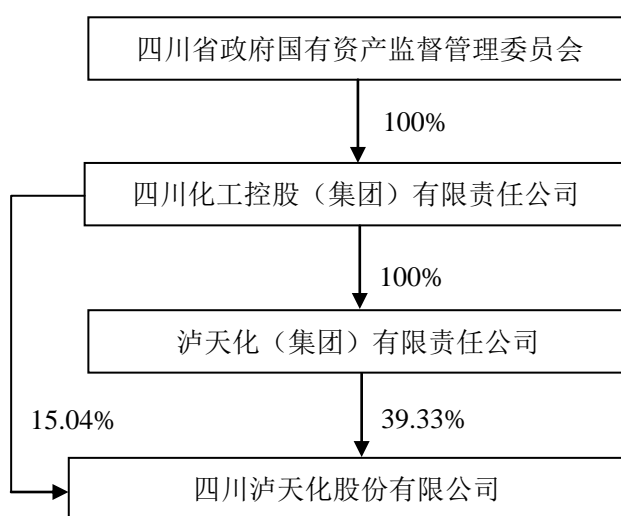 四川省政府国有资产监督管理委员会
100%
四川化工控股（集团）有限责任公司
100%
泸天化（集团）有限责任公司
15.04%
39.33%
四川泸天化股份有限公司